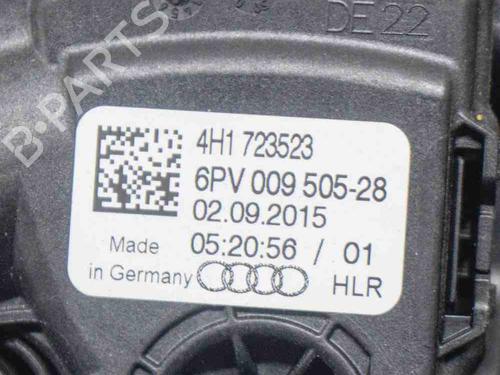 DE 22
B-PARTS
4H1 723523
6PV 009 505-28
02.09.2015
Made 05:20:56 / 01
in Germany HLR